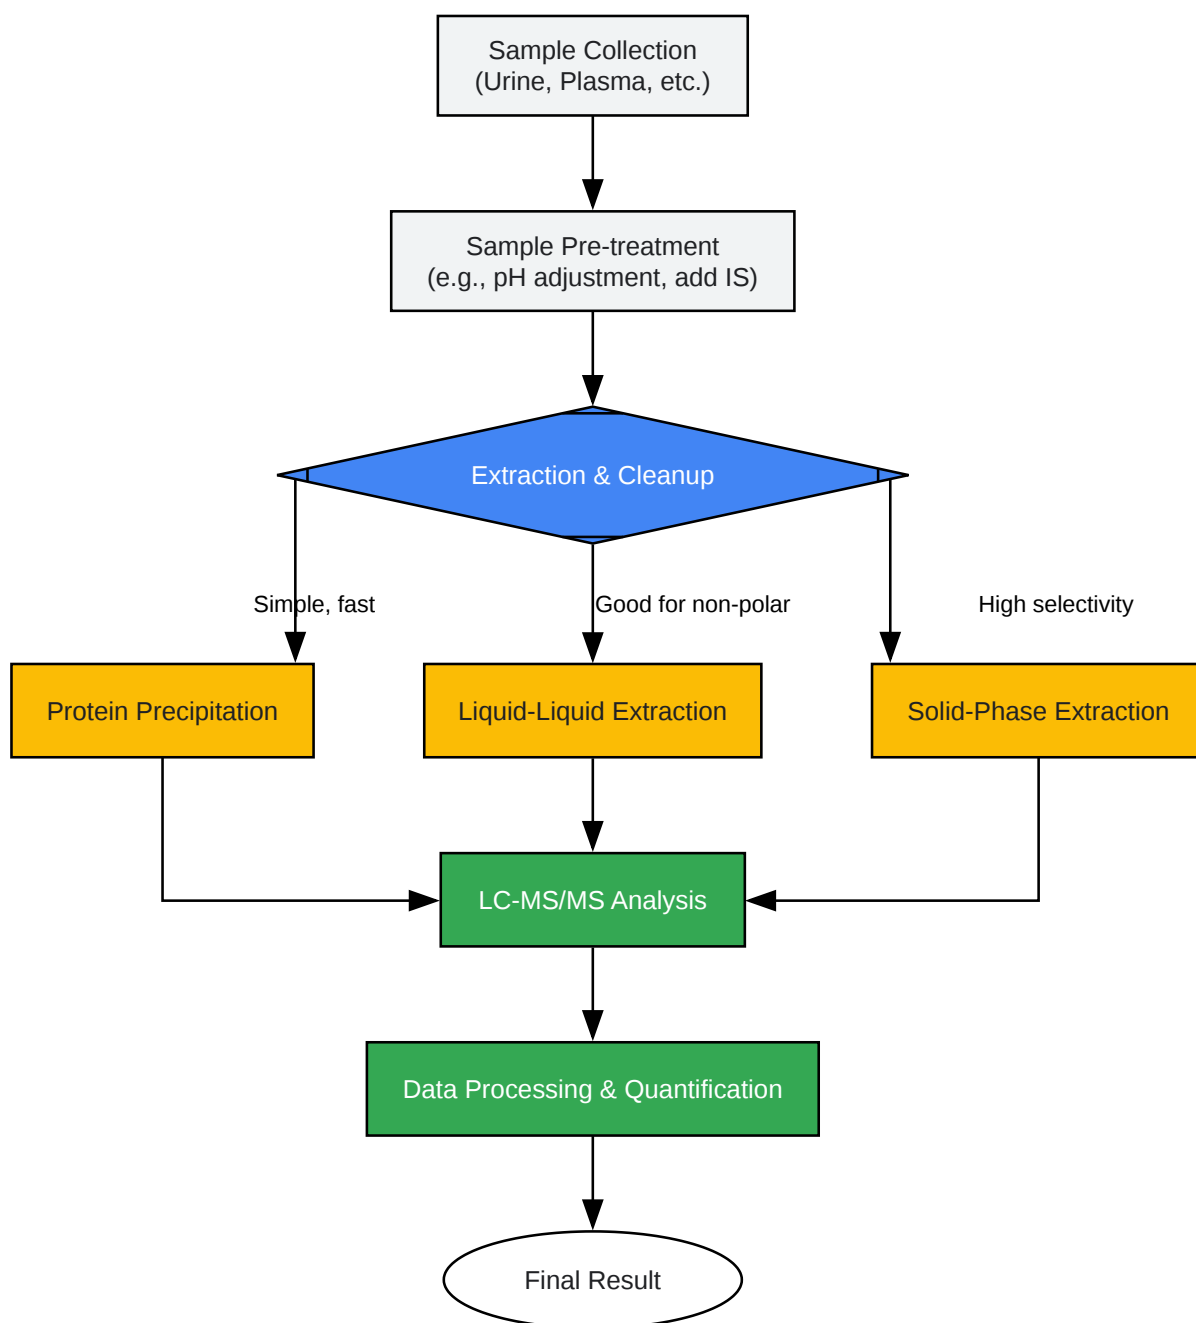 Sample Collection
(Urine, Plasma, etc.)
Sample Pre-treatment
(e.g., pH adjustment, add IS)
Extraction & Cleanup
Simple, fast
Good for non-polar
High selectivity
Protein Precipitation
Liquid-Liquid Extraction
Solid-Phase Extraction
LC-MS/MS Analysis
Data Processing & Quantification
Final Result